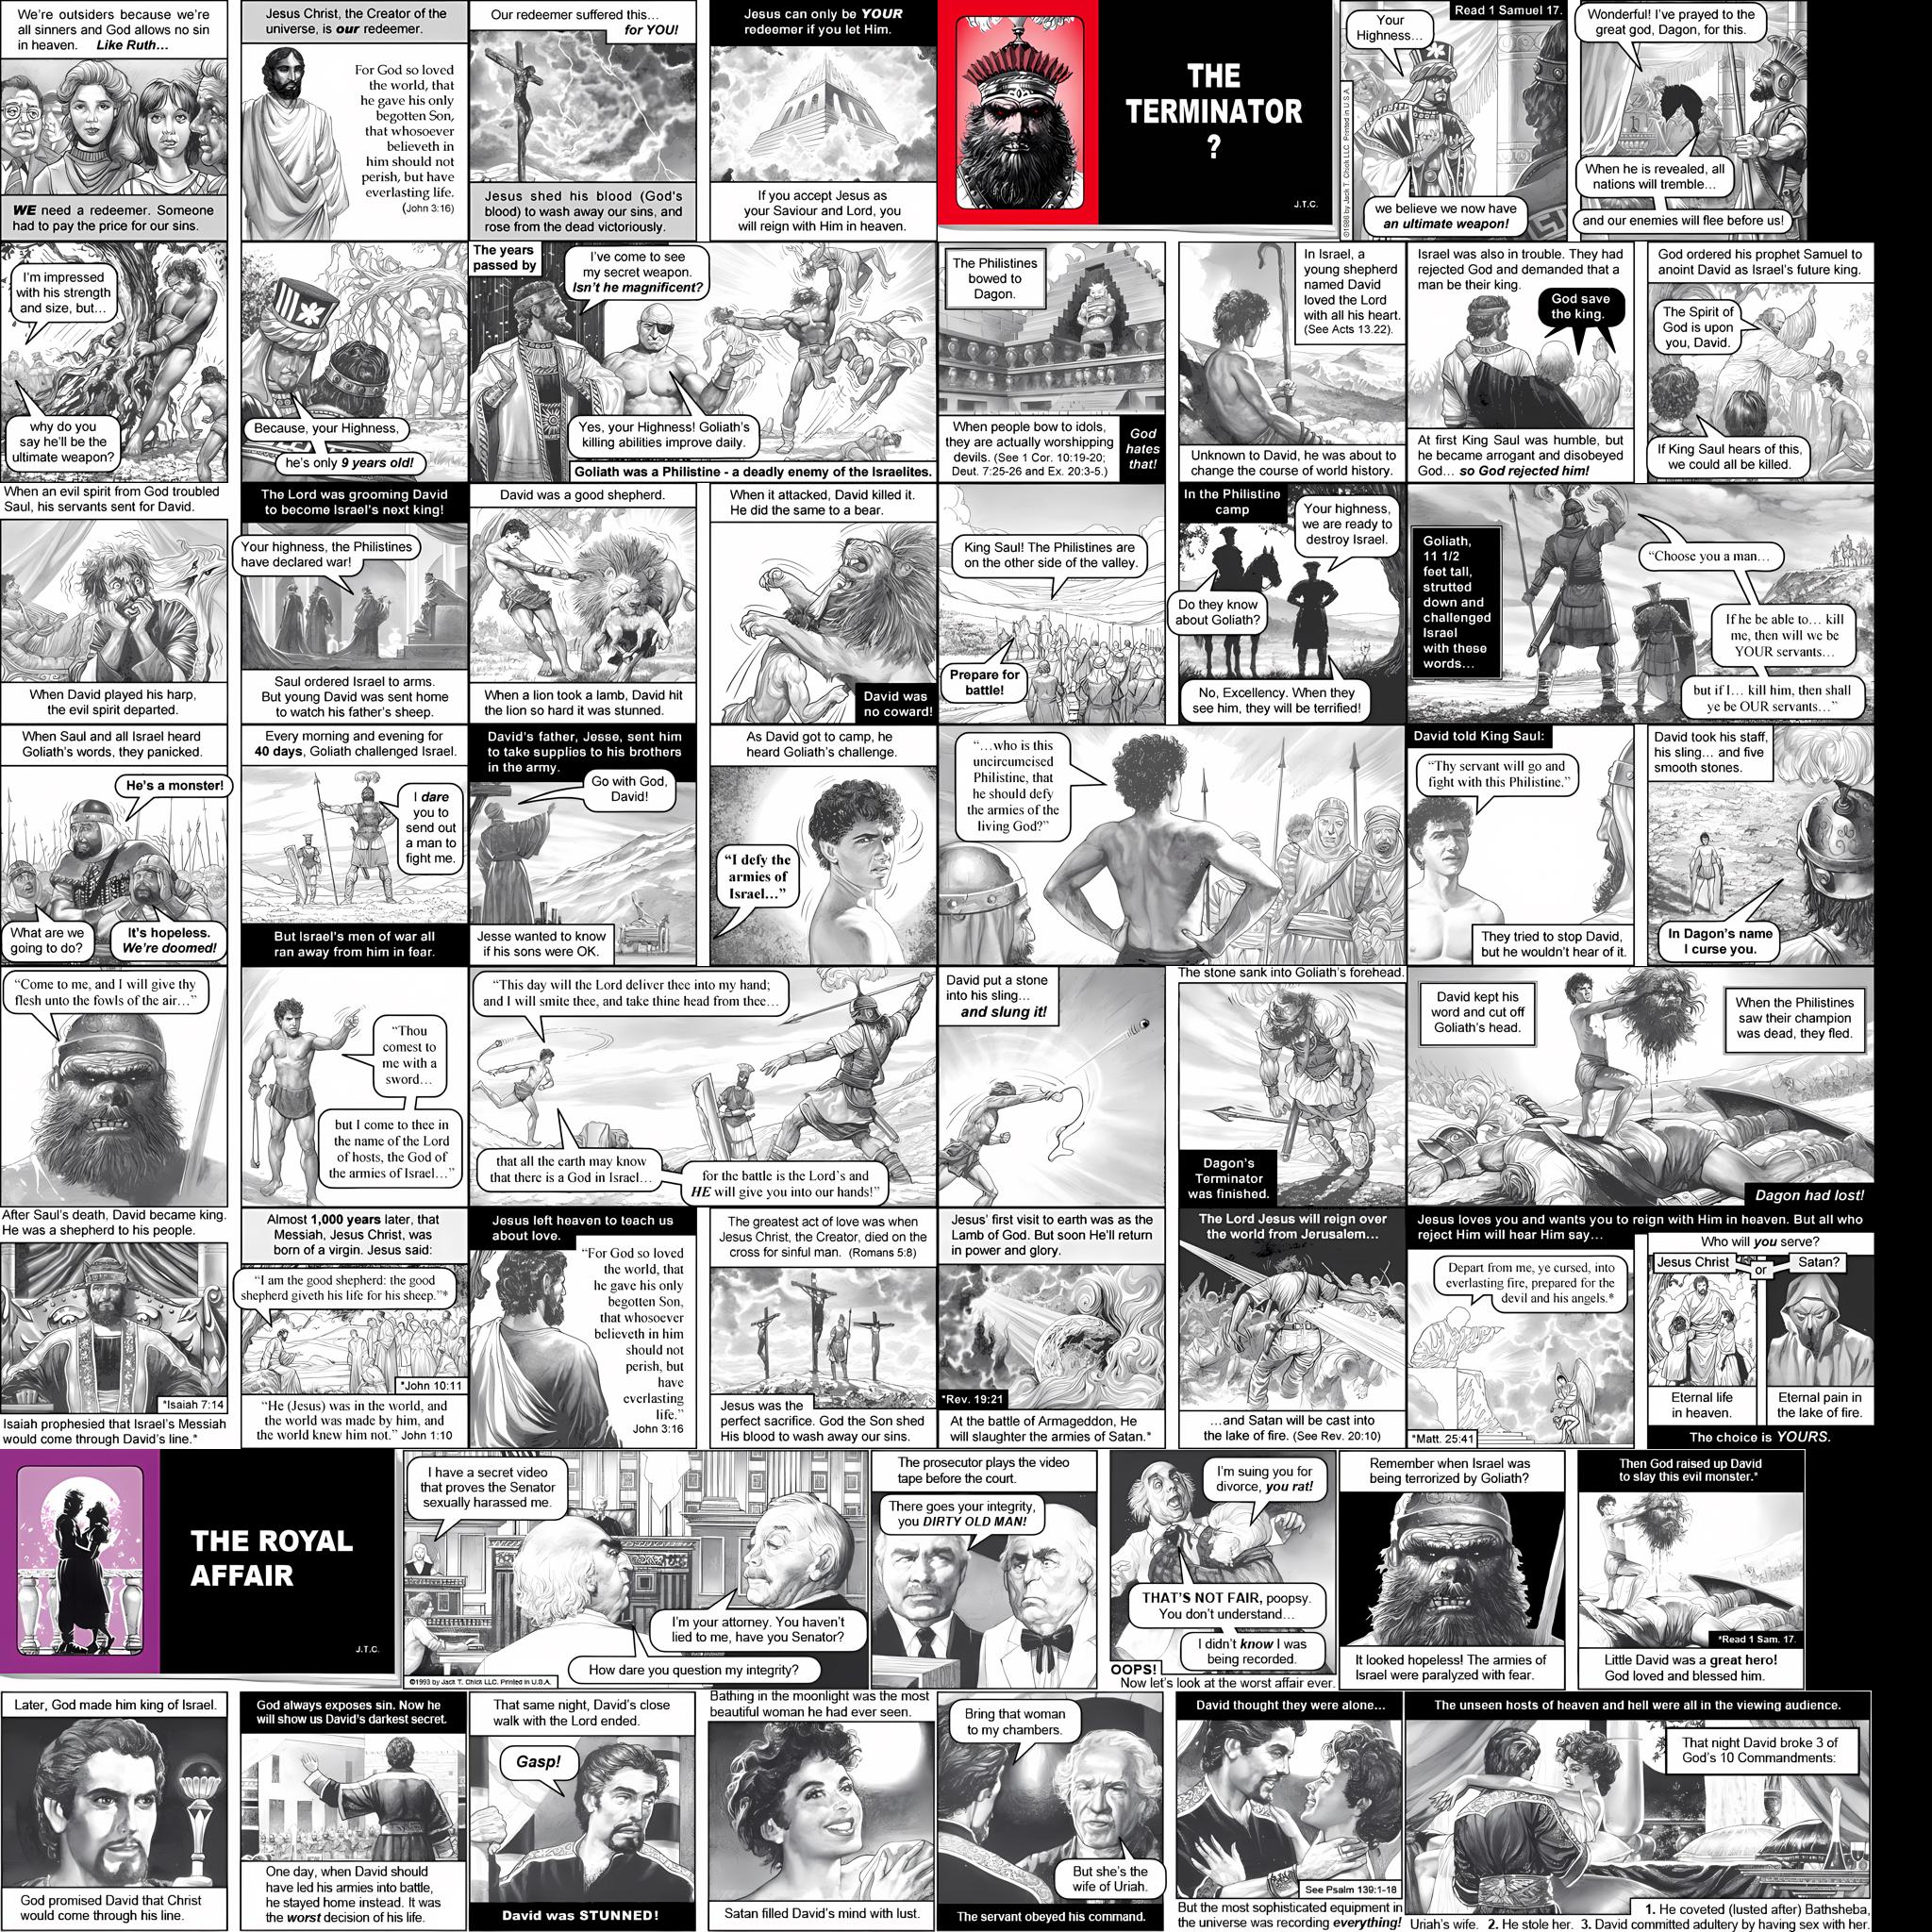 We're outsiders because we're
all sinners and God allows no sin
in heaven. Like Ruth...
WE need a redeemer. Someone
had to pay the price for our sins.
Jesus Christ, the Creator of the
universe, is our redeemer.
For God so loved
the world, that
he gave his only
begotten Son,
that whosoever
believeth in
him should not
perish, but have
everlasting life.
(John 3:16)
Our redeemer suffered this...
for YOU!
Jesus shed his blood (God's
blood) to wash away our sins, and
rose from the dead victoriously.
Jesus can only be YOUR
redeemer if you let Him.
If you accept Jesus as
your Saviour and Lord, you
will reign with Him in heaven.
THE
TERMINATOR
?
J.T.C.
Read 1 Samuel 17.
Your
Highness...
we believe we now have
an ultimate weapon!
©1986 by Jack T. Chick LLC. Printed in U.S.A.
Wonderful! I've prayed to the
great god, Dagon, for this.
When he is revealed, all
nations will tremble...
and our enemies will flee before us!
I'm impressed
with his strength
and size, but...
why do you
say he'll be the
ultimate weapon?
Because, your Highness,
he's only 9 years old!
The years
passed by
I've come to see
my secret weapon.
Isn't he magnificent?
Yes, your Highness! Goliath's
killing abilities improve daily.
Goliath was a Philistine - a deadly enemy of the Israelites.
The Philistines
bowed to
Dagon.
When people bow to idols,
they are actually worshipping
devils. (See 1 Cor. 10:19-20;
Deut. 7:25-26 and Ex. 20:3-5.)
God
hates
that!
In Israel, a
young shepherd
named David
loved the Lord
with all his heart.
(See Acts 13.22).
Unknown to David, he was about to
change the course of world history.
Israel was also in trouble. They had
rejected God and demanded that a
man be their king.
God save
the king.
At first King Saul was humble, but
he became arrogant and disobeyed
God... so God rejected him!
God ordered his prophet Samuel to
anoint David as Israel's future king.
The Spirit of
God is upon
you, David.
If King Saul hears of this,
we could all be killed.
When an evil spirit from God troubled
Saul, his servants sent for David.
When David played his harp,
the evil spirit departed.
The Lord was grooming David
to become Israel's next king!
Your highness, the Philistines
have declared war!
Saul ordered Israel to arms.
But young David was sent home
to watch his father's sheep.
David was a good shepherd.
When a lion took a lamb, David hit
the lion so hard it was stunned.
When it attacked, David killed it.
He did the same to a bear.
David was
no coward!
King Saul! The Philistines are
on the other side of the valley.
Prepare for
battle!
In the Philistine
camp
Your highness,
we are ready to
destroy Israel.
Do they know
about Goliath?
No, Excellency. When they
see him, they will be terrified!
Goliath,
11 1/2
feet tall,
strutted
down and
challenged
Israel
with these
words...
"Choose you a man...
If he be able to... kill
me, then will we be
YOUR servants...
but if I... kill him, then shall
ye be OUR servants..."
When Saul and all Israel heard
Goliath's words, they panicked.
He's a monster!
What are we
going to do?
It's hopeless.
We're doomed!
Every morning and evening for
40 days, Goliath challenged Israel.
I dare
you to
send out
a man to
fight me.
But Israel's men of war all
ran away from him in fear.
David's father, Jesse, sent him
to take supplies to his brothers
in the army.
Go with God,
David!
Jesse wanted to know
if his sons were OK.
As David got to camp, he
heard Goliath's challenge.
"I defy the
armies of
Israel..."
"...who is this
uncircumcised
Philistine, that
he should defy
the armies of the
living God?"
David told King Saul:
"Thy servant will go and
fight with this Philistine."
They tried to stop David,
but he wouldn't hear of it.
David took his staff,
his sling... and five
smooth stones.
In Dagon's name
I curse you.
"Come to me, and I will give thy
flesh unto the fowls of the air..."
"Thou
comest to
me with a
sword...
but I come to thee in
the name of the Lord
of hosts, the God of
the armies of Israel..."
"This day will the Lord deliver thee into my hand;
and I will smite thee, and take thine head from thee...
that all the earth may know
that there is a God in Israel...
for the battle is the Lord's and
HE will give you into our hands!"
David put a stone
into his sling...
and slung it!
The stone sank into Goliath's forehead.
Dagon's
Terminator
was finished.
David kept his
word and cut off
Goliath's head.
When the Philistines
saw their champion
was dead, they fled.
Dagon had lost!
After Saul's death, David became king.
He was a shepherd to his people.
*Isaiah 7:14
Isaiah prophesied that Israel's Messiah
would come through David's line.*
Almost 1,000 years later, that
Messiah, Jesus Christ, was
born of a virgin. Jesus said:
"I am the good shepherd: the good
shepherd giveth his life for his sheep."*
*John 10:11
"He (Jesus) was in the world, and
the world was made by him, and
the world knew him not." John 1:10
Jesus left heaven to teach us
about love.
"For God so loved
the world, that
he gave his only
begotten Son,
that whosoever
believeth in him
should not
perish, but
have
everlasting
life."
John 3:16
The greatest act of love was when
Jesus Christ, the Creator, died on the
cross for sinful man. (Romans 5:8)
Jesus was the
perfect sacrifice. God the Son shed
His blood to wash away our sins.
Jesus' first visit to earth was as the
Lamb of God. But soon He'll return
in power and glory.
*Rev. 19:21
At the battle of Armageddon, He
will slaughter the armies of Satan.*
The Lord Jesus will reign over
the world from Jerusalem...
...and Satan will be cast into
the lake of fire. (See Rev. 20:10)
Jesus loves you and wants you to reign with Him in heaven. But all who
reject Him will hear Him say...
Depart from me, ye cursed, into
everlasting fire, prepared for the
devil and his angels.*
*Matt. 25:41
Who will you serve?
Jesus Christ
or
Satan?
Eternal life
in heaven.
Eternal pain in
the lake of fire.
The choice is YOURS.
THE ROYAL
AFFAIR
J.T.C.
I have a secret video
that proves the Senator
sexually harassed me.
I'm your attorney. You haven't
lied to me, have you Senator?
How dare you question my integrity?
©1993 by Jack T. Chick LLC. Printed in U.S.A.
The prosecutor plays the video
tape before the court.
There goes your integrity,
you DIRTY OLD MAN!
I'm suing you for
divorce, you rat!
THAT'S NOT FAIR, poopsy.
You don't understand...
I didn't know I was
being recorded.
OOPS!
Now let's look at the worst affair ever.
Remember when Israel was
being terrorized by Goliath?
It looked hopeless! The armies of
Israel were paralyzed with fear.
Then God raised up David
to slay this evil monster.*
*Read 1 Sam. 17.
Little David was a great hero!
God loved and blessed him.
Later, God made him king of Israel.
God promised David that Christ
would come through his line.
God always exposes sin. Now he
will show us David's darkest secret.
One day, when David should
have led his armies into battle,
he stayed home instead. It was
the worst decision of his life.
That same night, David's close
walk with the Lord ended.
Gasp!
David was STUNNED!
Bathing in the moonlight was the most
beautiful woman he had ever seen.
Satan filled David's mind with lust.
Bring that woman
to my chambers.
But she's the
wife of Uriah.
The servant obeyed his command.
David thought they were alone...
See Psalm 139:1-18
But the most sophisticated equipment in
the universe was recording everything!
The unseen hosts of heaven and hell were all in the viewing audience.
That night David broke 3 of
God's 10 Commandments:
1. He coveted (lusted after) Bathsheba,
Uriah's wife. 2. He stole her. 3. David committed adultery by having sex with her.